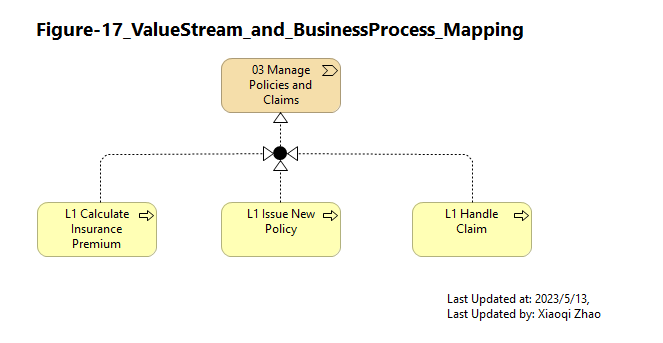 Figure-17_ValueStream_and_BusinessProcess_Mapping
03 Manage
Policies and
Claims
L1 Calculate
Insurance
Premium
L1 Issue New
Policy
L1 Handle
Claim
Last Updated at: 2023/5/13,
Last Updated by: Xiaoqi Zhao